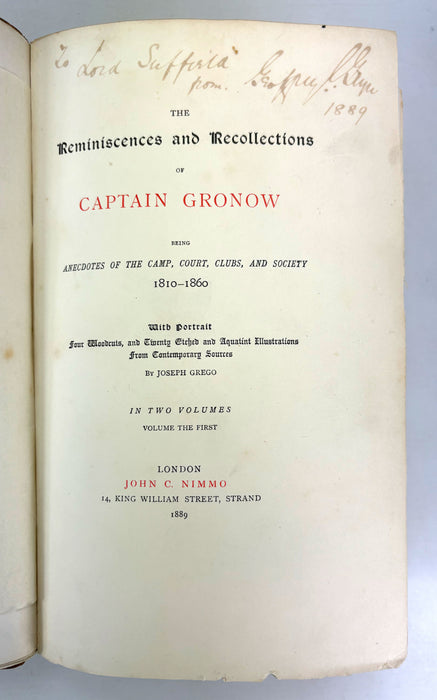 To Lord Suffield
from
1889
THE
Reminiscences and Recollections
OF
CAPTAIN GRONOW
BEING
ANECDOTES OF THE CAMP, COURT, CLUBS, AND SOCIETY
1810–1860
With Portrait
Four Woodcuts, and Twenty Etched and Aquatint Illustrations
From Contemporary Sources
By JOSEPH GREGO
IN TWO VOLUMES
VOLUME THE FIRST
LONDON
JOHN C. NIMMO
14, KING WILLIAM STREET, STRAND
1889